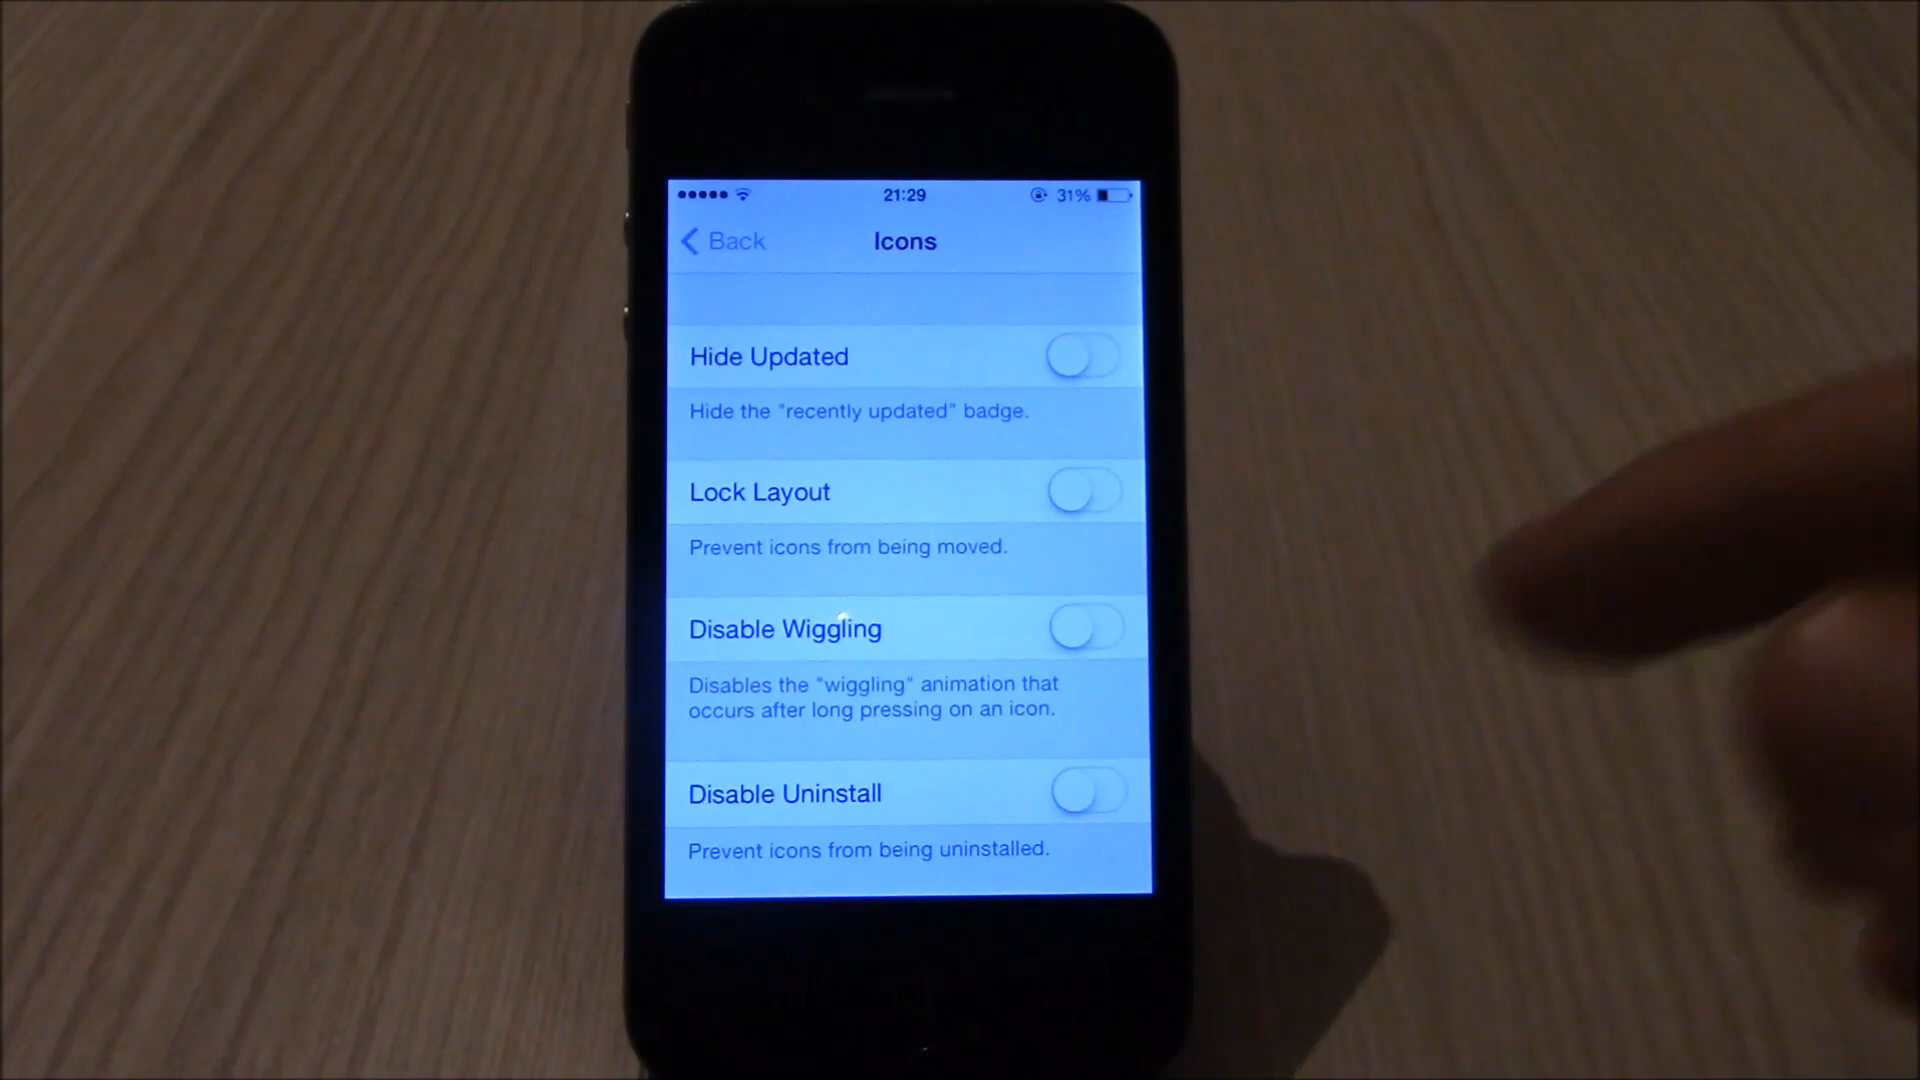 21:29
31%
Back
Icons
Hide Updated
Hide the "recently updated" badge.
Lock Layout
Prevent icons from being moved.
Disable Wiggling
Disables the "wiggling" animation that
occurs after long pressing on an icon.
Disable Uninstall
Prevent icons from being uninstalled.